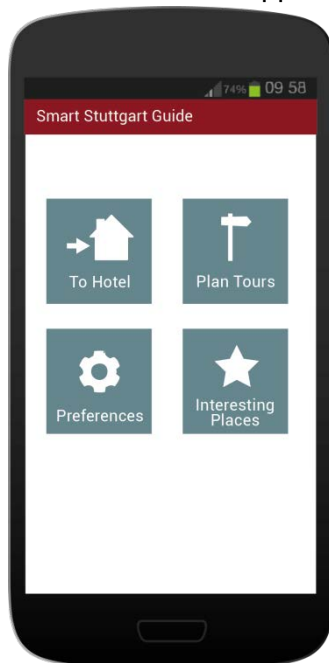 74% 09 58
Smart Stuttgart Guide
To Hotel
Plan Tours
Preferences
Interesting
Places